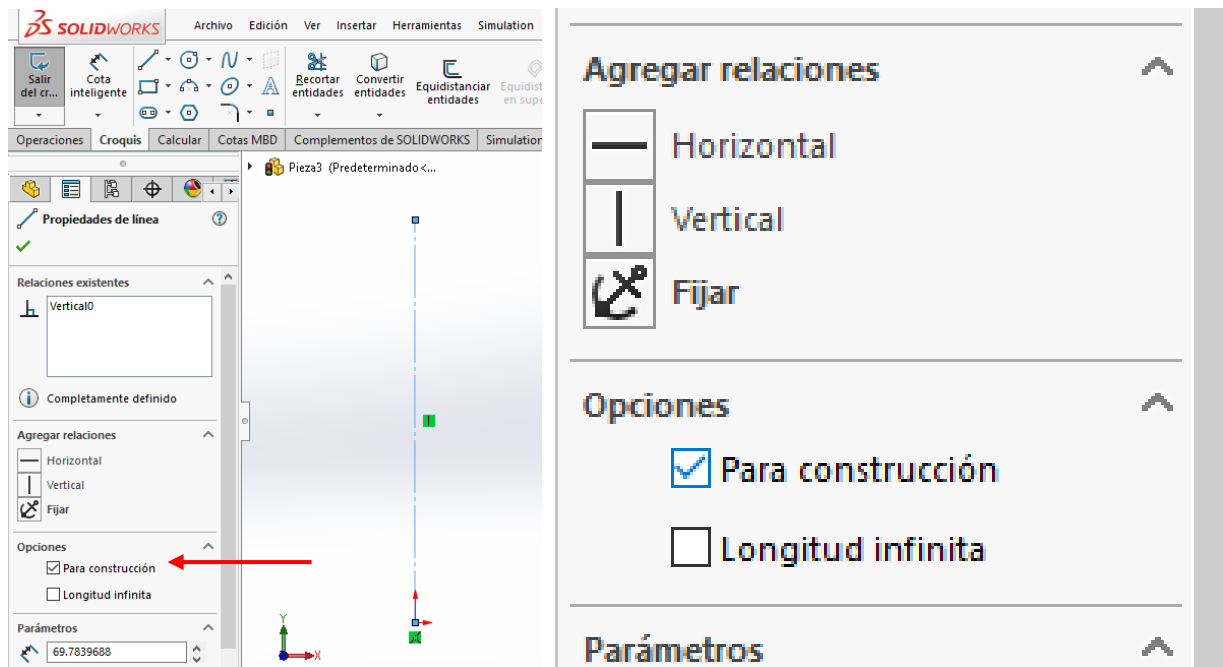 SOLIDWORKS
Archivo Edición Ver Insertar Herramientas Simulation
Salir del cr...
Cota inteligente
Recortar entidades
Convertir entidades
Equidistanciar entidades
Equidist en supe
Operaciones Croquis Calcular Cotas MBD Complementos de SOLIDWORKS Simulation
Pieza3 (Predeterminado<...
Propiedades de línea
Relaciones existentes
Vertical0
Completamente definido
Agregar relaciones
Horizontal
Vertical
Fijar
Opciones
Para construcción
Longitud infinita
Parámetros
69.7839688
Y
X
Agregar relaciones
Horizontal
Vertical
Fijar
Opciones
Para construcción
Longitud infinita
Parámetros